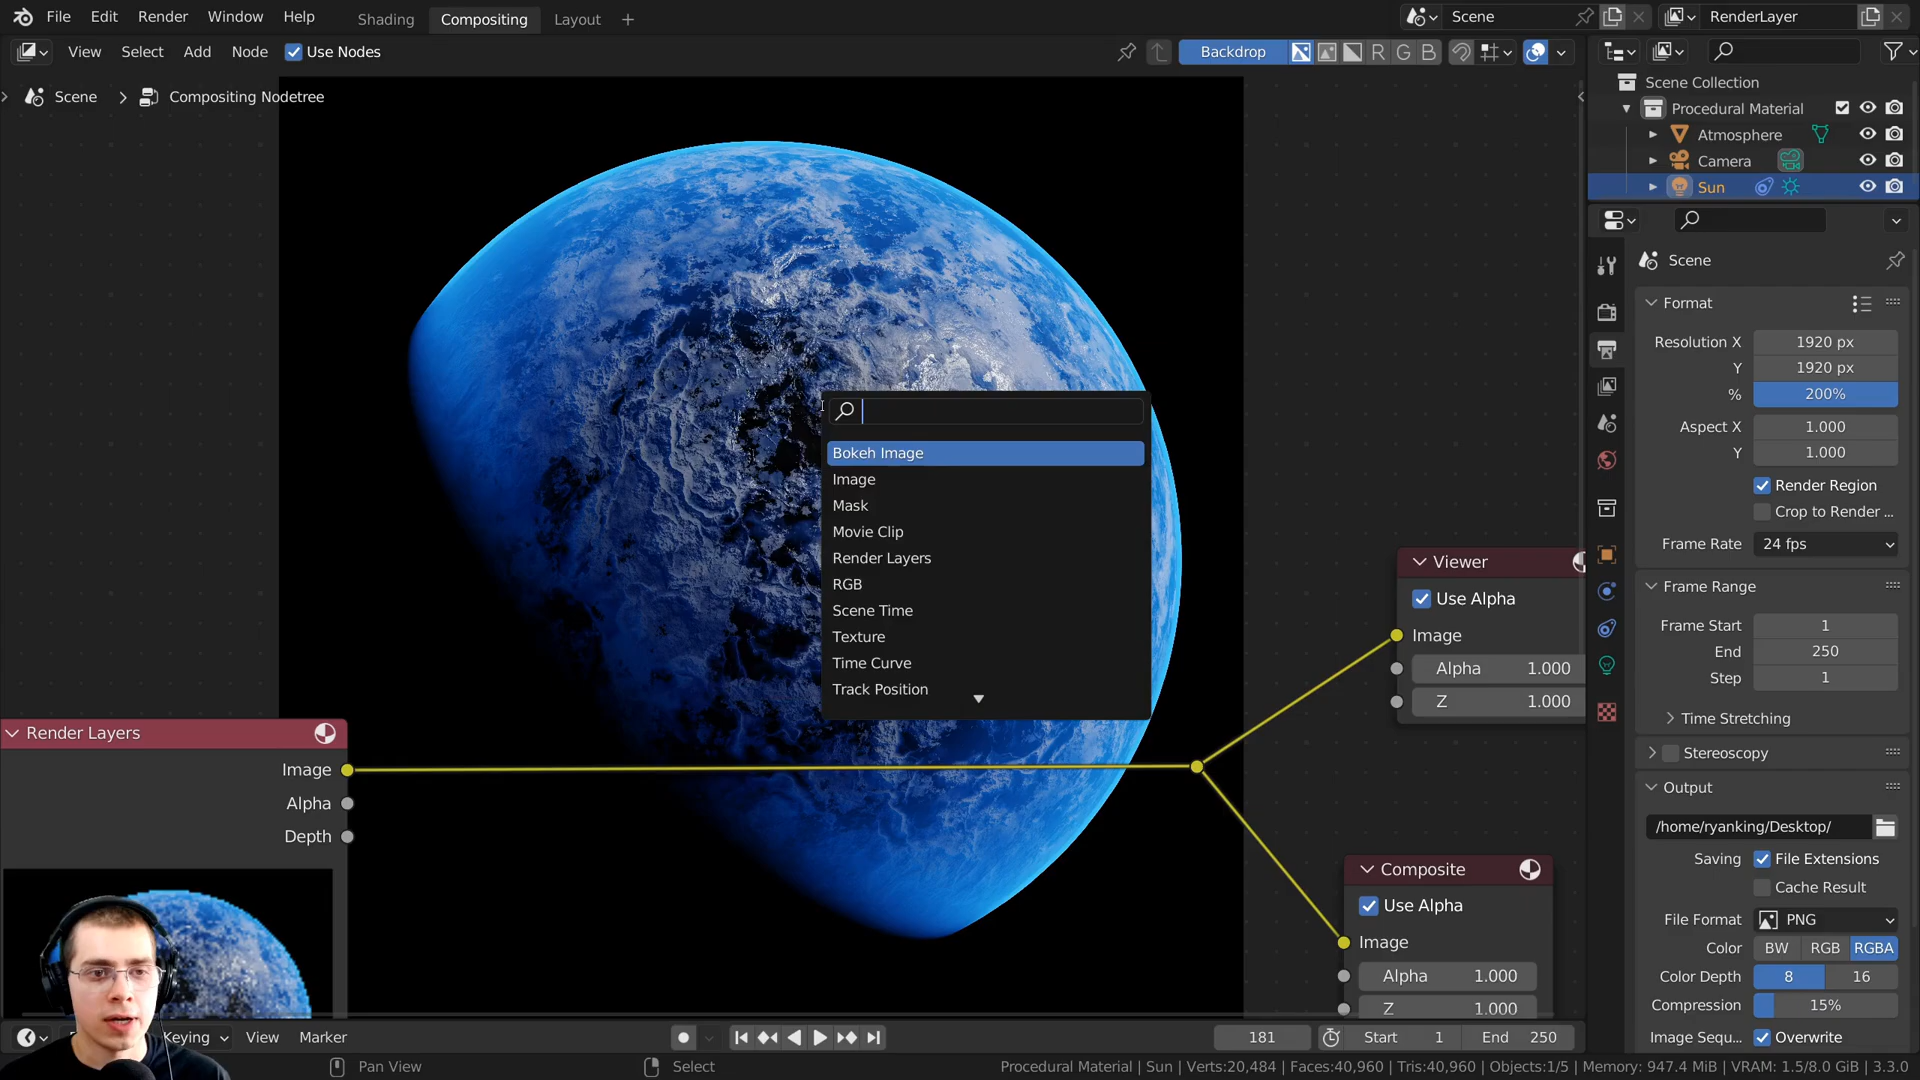 File Edit Render Window Help Shading Compositing Layout + Scene RenderLayer
View Select Add Node Use Nodes Backdrop R G B
Scene > Compositing Nodetree
Scene Collection
Procedural Material
Atmosphere
Camera
Sun
Scene
Format
Resolution X 1920 px
Y 1920 px
% 200%
Aspect X 1.000
Y 1.000
Render Region
Crop to Render ...
Frame Rate 24 fps
Frame Range
Frame Start 1
End 250
Step 1
Time Stretching
Stereoscopy
Output
/home/ryanking/Desktop/
Saving File Extensions
Cache Result
File Format PNG
Color BW RGB RGBA
Color Depth 8 16
Compression 15%
Image Sequ... Overwrite
Bokeh Image
Image
Mask
Movie Clip
Render Layers
RGB
Scene Time
Texture
Time Curve
Track Position
Viewer
Use Alpha
Image
Alpha 1.000
Z 1.000
Render Layers
Image
Alpha
Depth
Composite
Use Alpha
Image
Alpha 1.000
Z 1.000
Keying View Marker 181 Start 1 End 250
Pan View Select Procedural Material | Sun | Verts:20,484 | Faces:40,960 | Tris:40,960 | Objects:1/5 | Memory: 947.4 MiB | VRAM: 1.5/8.0 GiB | 3.3.0